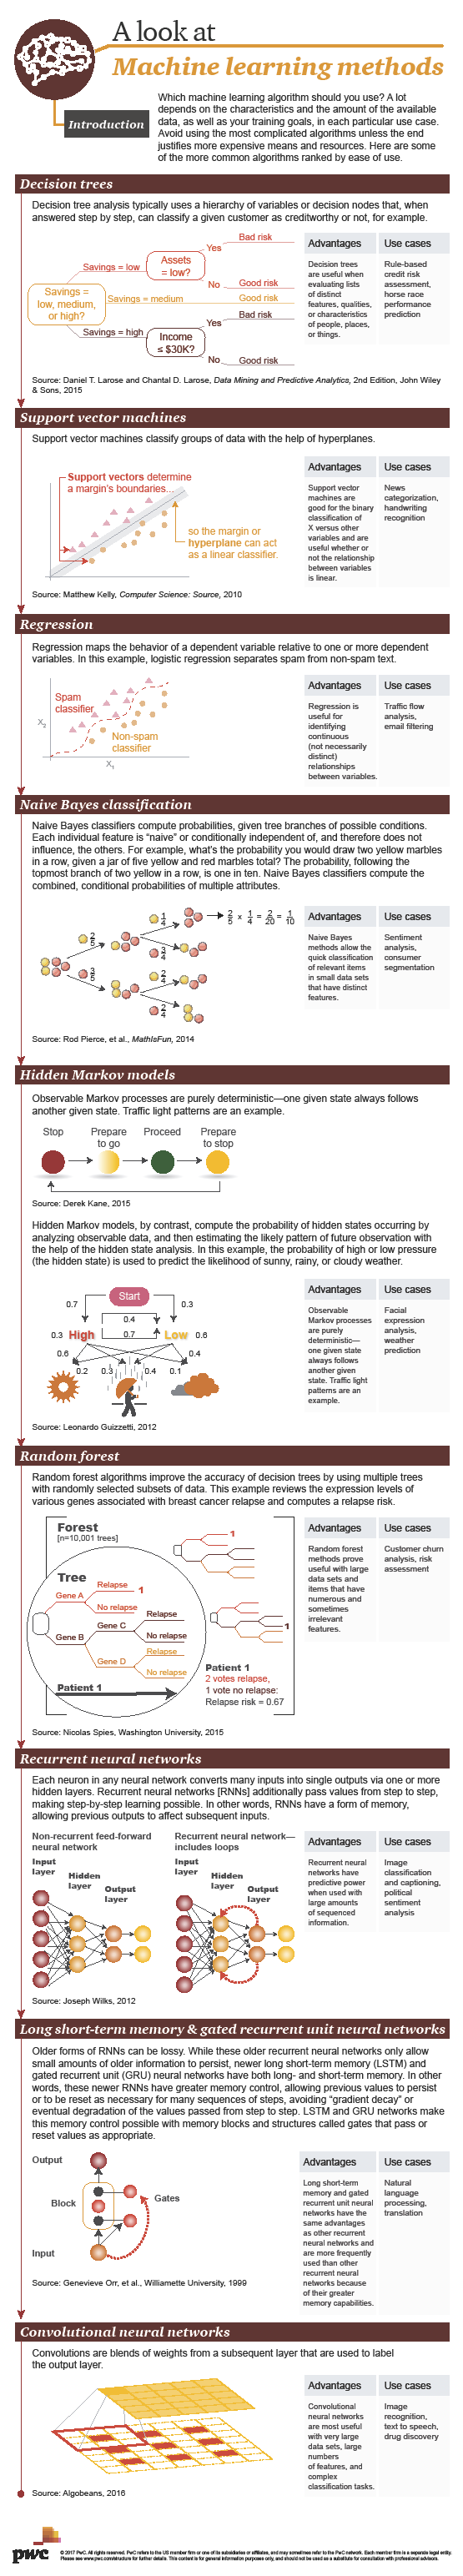 A look at
Machine learning methods
Introduction
Which machine learning algorithm should you use? A lot
depends on the characteristics and the amount of the available
data, as well as your training goals, in each particular use case.
Avoid using the most complicated algorithms unless the end
justifies more expensive means and resources. Here are some
of the more common algorithms ranked by ease of use.
Decision trees
Decision tree analysis typically uses a hierarchy of variables or decision nodes that, when
answered step by step, can classify a given customer as creditworthy or not, for example.
Savings =
low, medium,
or high?
Savings = low
Savings = medium
Savings = high
Assets
= low?
Income
≤ $30K?
Yes
No
Yes
No
Bad risk
Good risk
Good risk
Bad risk
Good risk
Advantages
Decision trees
are useful when
evaluating lists
of distinct
features, qualities,
or characteristics
of people, places,
or things.
Use cases
Rule-based
credit risk
assessment,
horse race
performance
prediction
Source: Daniel T. Larose and Chantal D. Larose, Data Mining and Predictive Analytics, 2nd Edition, John Wiley
& Sons, 2015
Support vector machines
Support vector machines classify groups of data with the help of hyperplanes.
Support vectors determine
a margin's boundaries...
so the margin or
hyperplane can act
as a linear classifier.
Advantages
Support vector
machines are
good for the binary
classification of
X versus other
variables and are
useful whether or
not the relationship
between variables
is linear.
Use cases
News
categorization,
handwriting
recognition
Source: Matthew Kelly, Computer Science: Source, 2010
Regression
Regression maps the behavior of a dependent variable relative to one or more dependent
variables. In this example, logistic regression separates spam from non-spam text.
Spam
classifier
Non-spam
classifier
X2
X1
Advantages
Regression is
useful for
identifying
continuous
(not necessarily
distinct)
relationships
between variables.
Use cases
Traffic flow
analysis,
email filtering
Naive Bayes classification
Naive Bayes classifiers compute probabilities, given tree branches of possible conditions.
Each individual feature is "naive" or conditionally independent of, and therefore does not
influence, the others. For example, what's the probability you would draw two yellow marbles
in a row, given a jar of five yellow and red marbles total? The probability, following the
topmost branch of two yellow in a row, is one in ten. Naive Bayes classifiers compute the
combined, conditional probabilities of multiple attributes.
2/5
3/5
1/4
3/4
2/4
2/4
2/5 x 1/4 = 2/20 = 1/10
Advantages
Naive Bayes
methods allow the
quick classification
of relevant items
in small data sets
that have distinct
features.
Use cases
Sentiment
analysis,
consumer
segmentation
Source: Rod Pierce, et al., MathIsFun, 2014
Hidden Markov models
Observable Markov processes are purely deterministic—one given state always follows
another given state. Traffic light patterns are an example.
Stop
Prepare
to go
Proceed
Prepare
to stop
Source: Derek Kane, 2015
Hidden Markov models, by contrast, compute the probability of hidden states occurring by
analyzing observable data, and then estimating the likely pattern of future observation with
the help of the hidden state analysis. In this example, the probability of high or low pressure
(the hidden state) is used to predict the likelihood of sunny, rainy, or cloudy weather.
Start
0.7
0.3
0.4
0.3 High 0.7 Low 0.6
0.6
0.4
0.2
0.3
0.4
0.1
Advantages
Observable
Markov processes
are purely
deterministic—
one given state
always follows
another given
state. Traffic light
patterns are an
example.
Use cases
Facial
expression
analysis,
weather
prediction
Source: Leonardo Guizzetti, 2012
Random forest
Random forest algorithms improve the accuracy of decision trees by using multiple trees
with randomly selected subsets of data. This example reviews the expression levels of
various genes associated with breast cancer relapse and computes a relapse risk.
Forest
[n=10,001 trees]
Tree
Gene A
Relapse
1
No relapse
Gene B
Gene C
Relapse
No relapse
Gene D
Relapse
No relapse
Patient 1
1
1
Patient 1
2 votes relapse,
1 vote no relapse:
Relapse risk = 0.67
Advantages
Random forest
methods prove
useful with large
data sets and
items that have
numerous and
sometimes
irrelevant
features.
Use cases
Customer churn
analysis, risk
assessment
Source: Nicolas Spies, Washington University, 2015
Recurrent neural networks
Each neuron in any neural network converts many inputs into single outputs via one or more
hidden layers. Recurrent neural networks [RNNs] additionally pass values from step to step,
making step-by-step learning possible. In other words, RNNs have a form of memory,
allowing previous outputs to affect subsequent inputs.
Non-recurrent feed-forward
neural network
Input
layer
Hidden
layer
Output
layer
Recurrent neural network—
includes loops
Input
layer
Hidden
layer
Output
layer
Advantages
Recurrent neural
networks have
predictive power
when used with
large amounts
of sequenced
information.
Use cases
Image
classification
and captioning,
political
sentiment
analysis
Source: Joseph Wilks, 2012
Long short-term memory & gated recurrent unit neural networks
Older forms of RNNs can be lossy. While these older recurrent neural networks only allow
small amounts of older information to persist, newer long short-term memory (LSTM) and
gated recurrent unit (GRU) neural networks have both long- and short-term memory. In other
words, these newer RNNs have greater memory control, allowing previous values to persist
or to be reset as necessary for many sequences of steps, avoiding "gradient decay" or
eventual degradation of the values passed from step to step. LSTM and GRU networks make
this memory control possible with memory blocks and structures called gates that pass or
reset values as appropriate.
Output
Block
Gates
Input
Advantages
Long short-term
memory and gated
recurrent unit neural
networks have the
same advantages
as other recurrent
neural networks and
are more frequently
used than other
recurrent neural
networks because
of their greater
memory capabilities.
Use cases
Natural
language
processing,
translation
Source: Genevieve Orr, et al., Williamette University, 1999
Convolutional neural networks
Convolutions are blends of weights from a subsequent layer that are used to label
the output layer.
Advantages
Convolutional
neural networks
are most useful
with very large
data sets, large
numbers
of features, and
complex
classification tasks.
Use cases
Image
recognition,
text to speech,
drug discovery
Source: Algobeans, 2016
pwc
© 2017 PwC. All rights reserved. PwC refers to the US member firm or one of its subsidiaries or affiliates, and may sometimes refer to the PwC network. Each member firm is a separate legal entity.
Please see www.pwc.com/structure for further details. This content is for general information purposes only, and should not be used as a substitute for consultation with professional advisors.